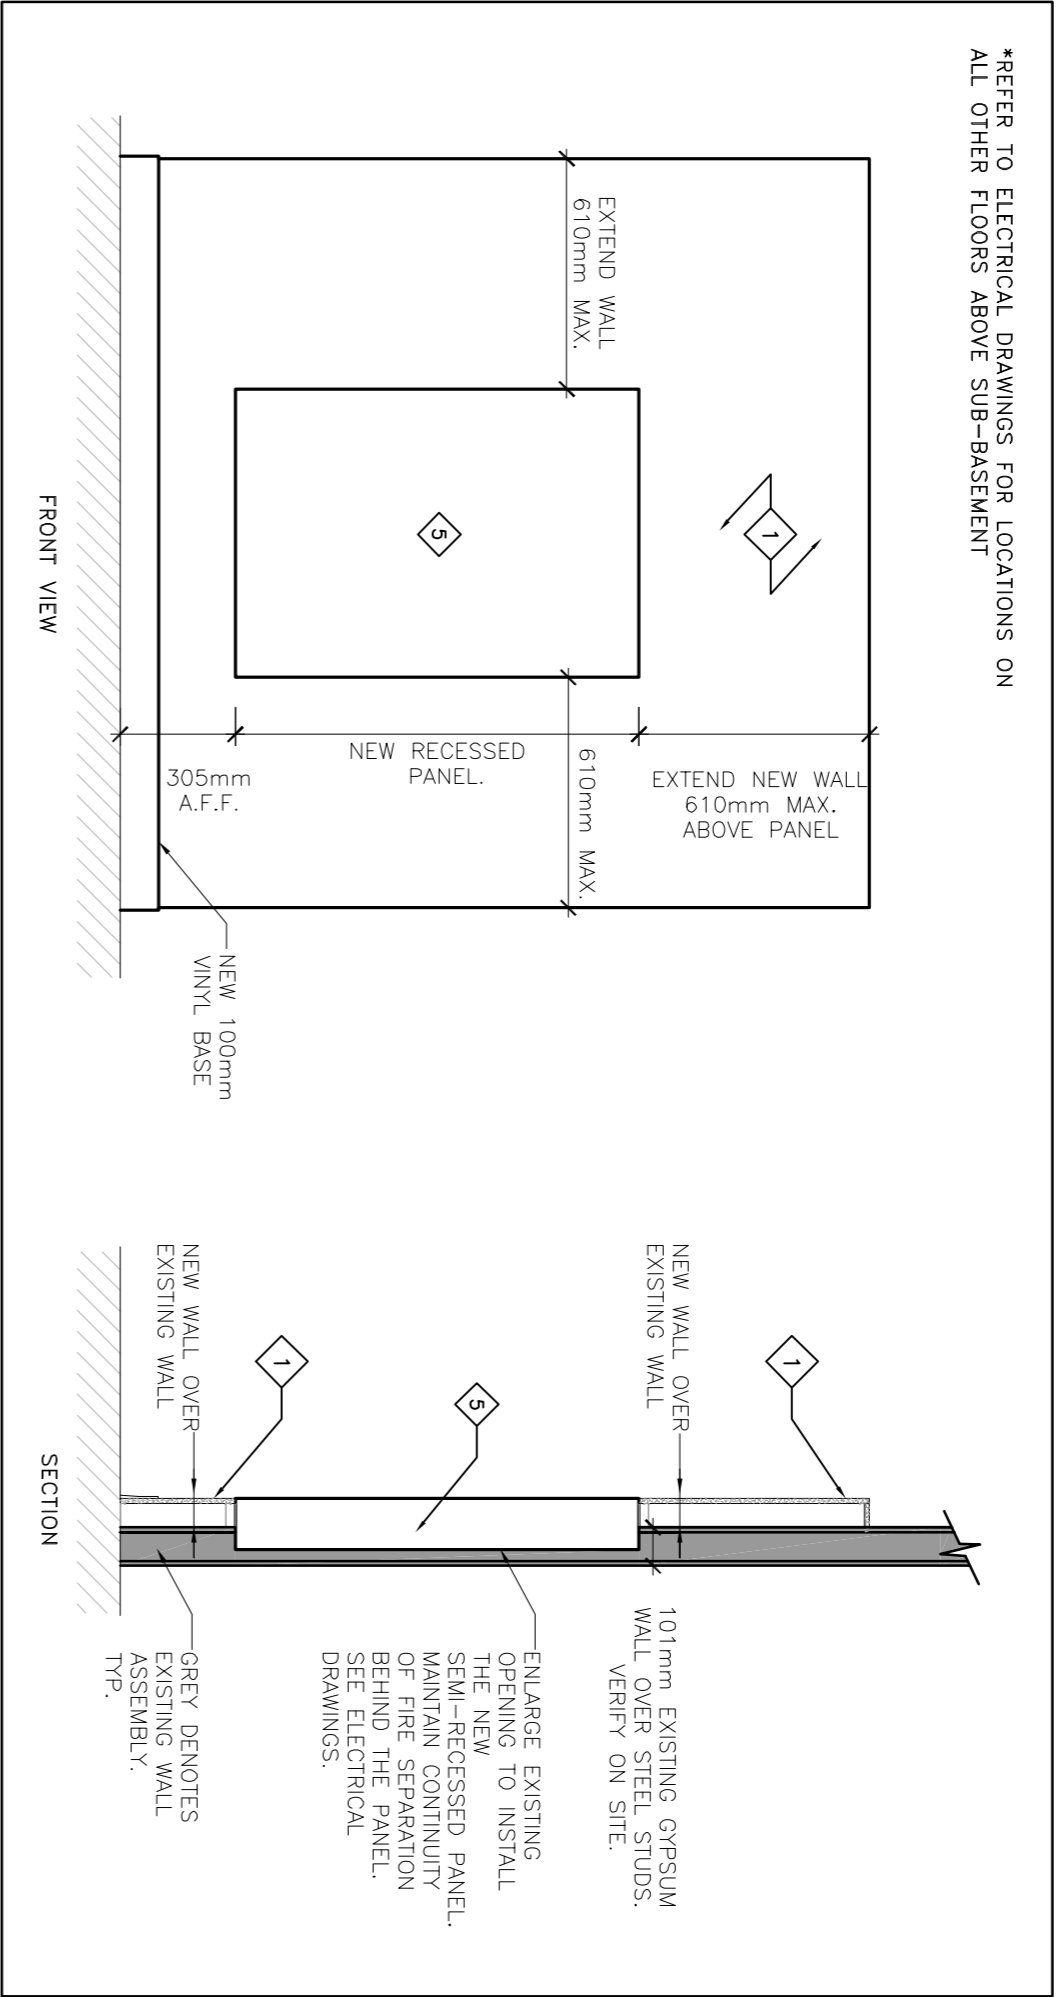 *REFER TO ELECTRICAL DRAWINGS FOR LOCATIONS ON
ALL OTHER FLOORS ABOVE SUB-BASEMENT
EXTEND WALL
610mm MAX.
1
5
610mm MAX.
EXTEND NEW WALL
610mm MAX.
ABOVE PANEL
NEW RECESSED
PANEL.
305mm
A.F.F.
NEW 100mm
VINYL BASE
FRONT VIEW
1
NEW WALL OVER
EXISTING WALL
5
1
NEW WALL OVER
EXISTING WALL
101mm EXISTING GYPSUM
WALL OVER STEEL STUDS.
VERIFY ON SITE.
ENLARGE EXISTING
OPENING TO INSTALL
THE NEW
SEMI-RECESSED PANEL.
MAINTAIN CONTINUITY
OF FIRE SEPARATION
BEHIND THE PANEL.
SEE ELECTRICAL
DRAWINGS.
GREY DENOTES
EXISTING WALL
ASSEMBLY.
TYP.
SECTION